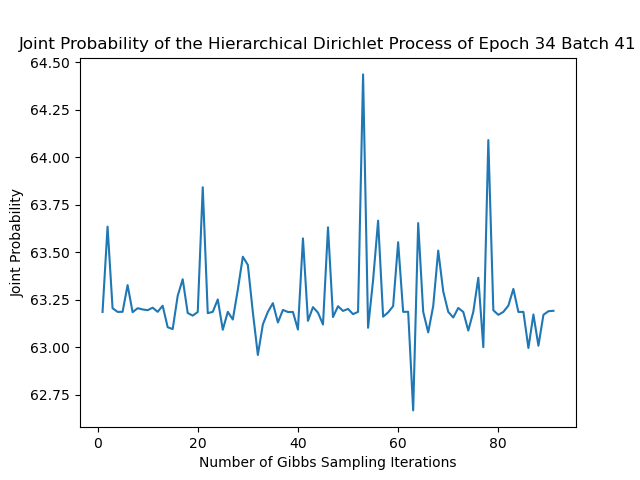 Joint Probability of the Hierarchical Dirichlet Process of Epoch 34 Batch 41
64.50
64.25
64.00
63.75
63.50
63.25
63.00
62.75
Joint Probability
0 20 40 60 80
Number of Gibbs Sampling Iterations